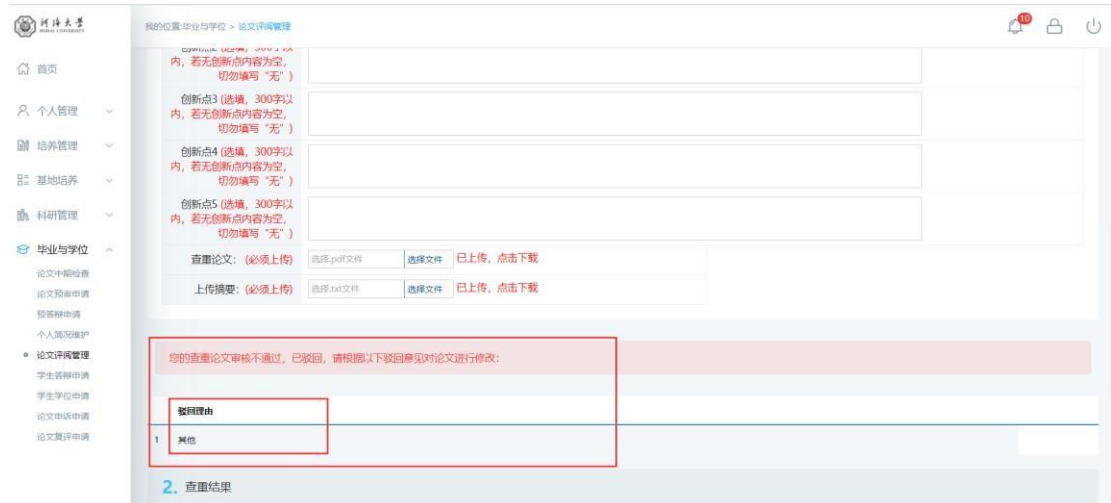 河海大学
HOHAI UNIVERSITY
我的位置:毕业与学位 > 论文评阅管理
10
首页
个人管理
培养管理
基地培养
科研管理
毕业与学位
论文中期检查
论文预审申请
预答辩申请
个人简况维护
论文评阅管理
学生答辩申请
学生学位申请
论文申诉申请
论文复评申请
内，若无创新点内容为空，
切勿填写“无”)
创新点3 (选填，300字以
内，若无创新点内容为空，
切勿填写“无”)
创新点4 (选填，300字以
内，若无创新点内容为空，
切勿填写“无”)
创新点5 (选填，300字以
内，若无创新点内容为空，
切勿填写“无”)
查重论文： (必须上传) 选择.pdf文件 选择文件 已上传，点击下载
上传摘要： (必须上传) 选择.txt文件 选择文件 已上传，点击下载
您的查重论文审核不通过，已驳回，请根据以下驳回意见对论文进行修改：
驳回理由
1 其他
2. 查重结果